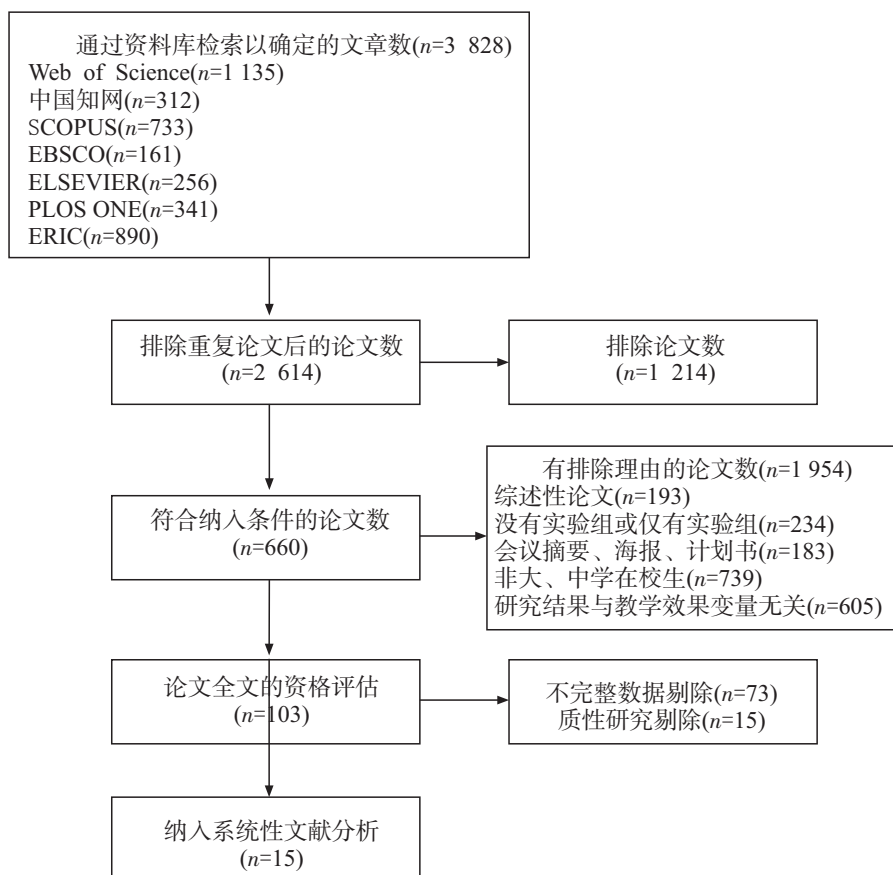 通过资料库检索以确定的文章数(n=3 828)
Web of Science(n=1 135)
中国知网(n=312)
SCOPUS(n=733)
EBSCO(n=161)
ELSEVIER(n=256)
PLOS ONE(n=341)
ERIC(n=890)
排除重复论文后的论文数
(n=2 614)
排除论文数
(n=1 214)
符合纳入条件的论文数
(n=660)
有排除理由的论文数(n=1 954)
综述性论文(n=193)
没有实验组或仅有实验组(n=234)
会议摘要、海报、计划书(n=183)
非大、中学在校生(n=739)
研究结果与教学效果变量无关(n=605)
论文全文的资格评估
(n=103)
不完整数据剔除(n=73)
质性研究剔除(n=15)
纳入系统性文献分析
(n=15)